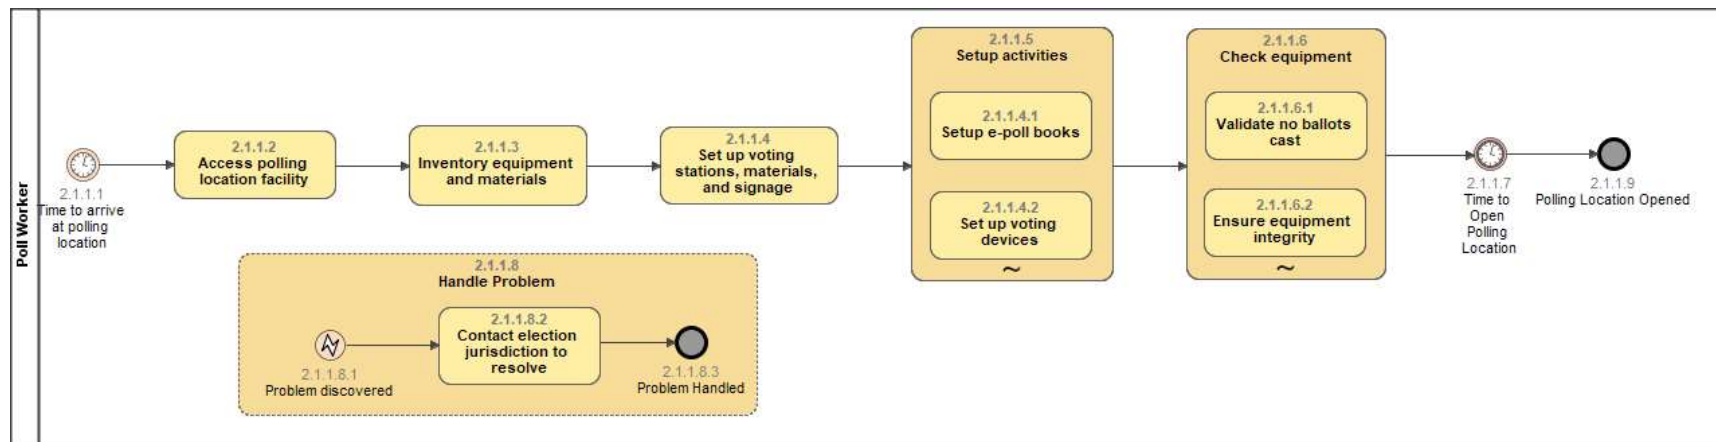 Poll Worker
2.1.1.1
Time to arrive
at polling
location
2.1.1.2
Access polling
location facility
2.1.1.3
Inventory equipment
and materials
2.1.1.4
Set up voting
stations, materials,
and signage
2.1.1.5
Setup activities
2.1.1.4.1
Setup e-poll books
2.1.1.4.2
Set up voting
devices
~
2.1.1.6
Check equipment
2.1.1.6.1
Validate no ballots
cast
2.1.1.6.2
Ensure equipment
integrity
~
2.1.1.7
Time to
Open
Polling
Location
2.1.1.9
Polling Location Opened
2.1.1.8
Handle Problem
2.1.1.8.1
Problem discovered
2.1.1.8.2
Contact election
jurisdiction to
resolve
2.1.1.8.3
Problem Handled